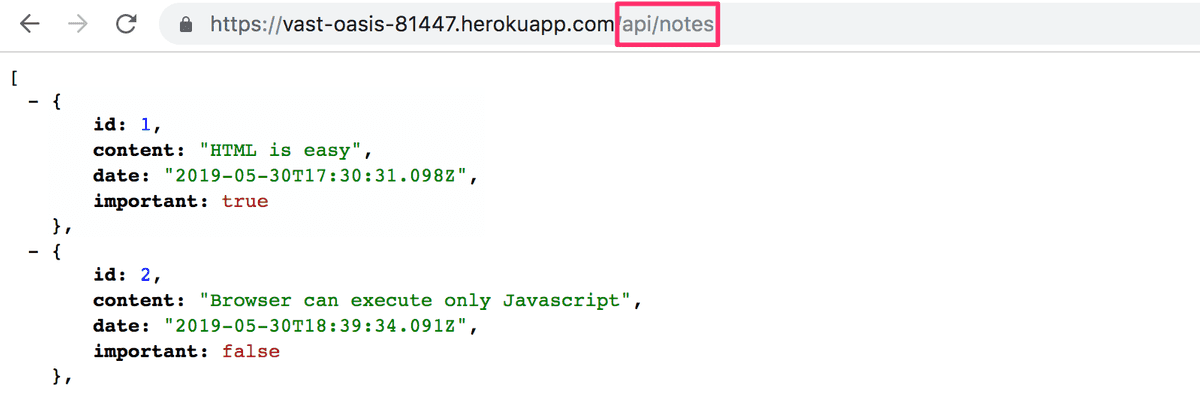 https://vast-oasis-81447.herokuapp.com/api/notes
[
- {
id: 1,
content: "HTML is easy",
date: "2019-05-30T17:30:31.098Z",
important: true
},
- {
id: 2,
content: "Browser can execute only Javascript",
date: "2019-05-30T18:39:34.091Z",
important: false
},